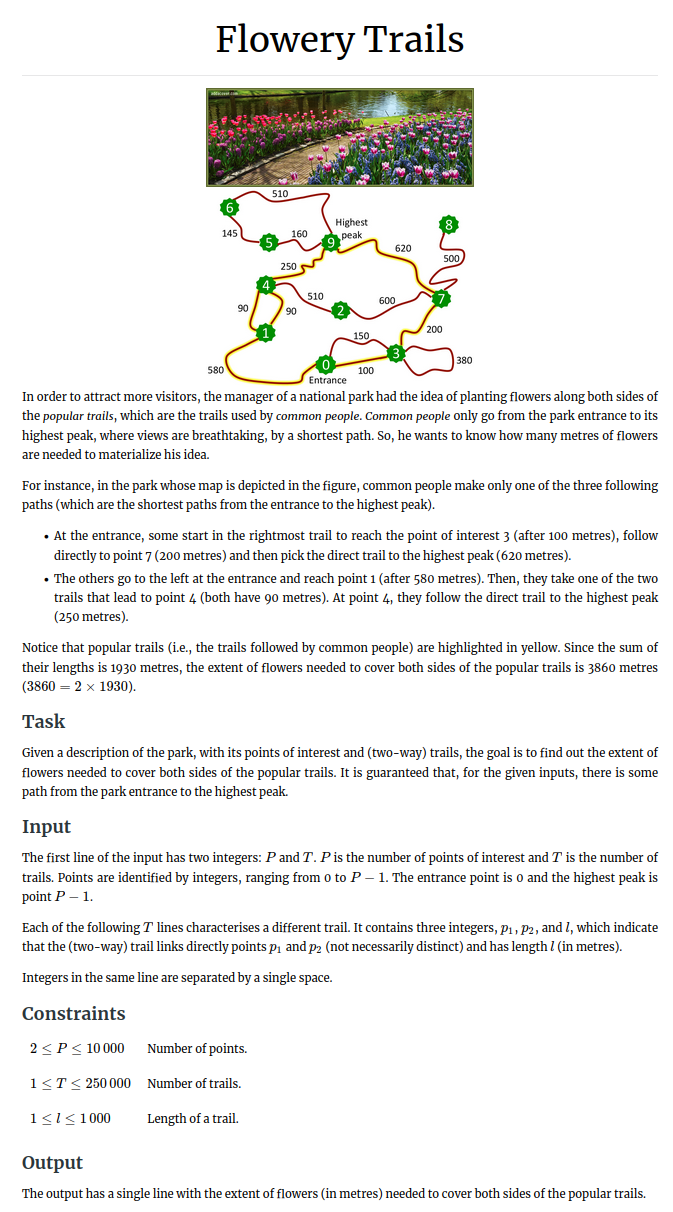 Flowery Trails
510
6
Highest
peak
8
145
5
160
9
620
500
250
4
510
600
7
2
90
90
1
200
150
3
380
580
0
100
Entrance
In order to attract more visitors, the manager of a national park had the idea of planting flowers along both sides of
the popular trails, which are the trails used by common people. Common people only go from the park entrance to its
highest peak, where views are breathtaking, by a shortest path. So, he wants to know how many metres of flowers
are needed to materialize his idea.
For instance, in the park whose map is depicted in the figure, common people make only one of the three following
paths (which are the shortest paths from the entrance to the highest peak).
• At the entrance, some start in the rightmost trail to reach the point of interest 3 (after 100 metres), follow
directly to point 7 (200 metres) and then pick the direct trail to the highest peak (620 metres).
• The others go to the left at the entrance and reach point 1 (after 580 metres). Then, they take one of the two
trails that lead to point 4 (both have 90 metres). At point 4, they follow the direct trail to the highest peak
(250 metres).
Notice that popular trails (i.e., the trails followed by common people) are highlighted in yellow. Since the sum of
their lengths is 1930 metres, the extent of flowers needed to cover both sides of the popular trails is 3860 metres
(3860 = 2 × 1930).
Task
Given a description of the park, with its points of interest and (two-way) trails, the goal is to find out the extent of
flowers needed to cover both sides of the popular trails. It is guaranteed that, for the given inputs, there is some
path from the park entrance to the highest peak.
Input
The first line of the input has two integers: P and T. P is the number of points of interest and T is the number of
trails. Points are identified by integers, ranging from 0 to P − 1. The entrance point is 0 and the highest peak is
point P − 1.
Each of the following T lines characterises a different trail. It contains three integers, p₁, p₂, and l, which indicate
that the (two-way) trail links directly points p₁ and p₂ (not necessarily distinct) and has length l (in metres).
Integers in the same line are separated by a single space.
Constraints
2 ≤ P ≤ 10 000 Number of points.
1 ≤ T ≤ 250 000 Number of trails.
1 ≤ l ≤ 1 000 Length of a trail.
Output
The output has a single line with the extent of flowers (in metres) needed to cover both sides of the popular trails.